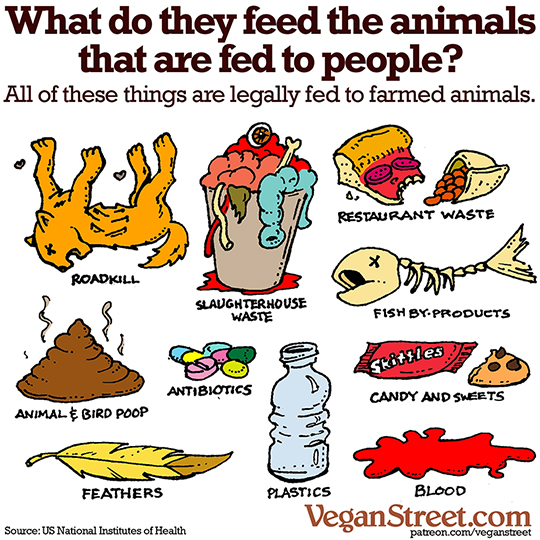 What do they feed the animals
that are fed to people?
All of these things are legally fed to farmed animals.
ROADKILL
SLAUGHTERHOUSE
WASTE
RESTAURANT WASTE
FISH BY-PRODUCTS
ANIMAL & BIRD POOP
ANTIBIOTICS
Skittles
CANDY AND SWEETS
FEATHERS
PLASTICS
BLOOD
VeganStreet.com
Source: US National Institutes of Health
patreon.com/veganstreet